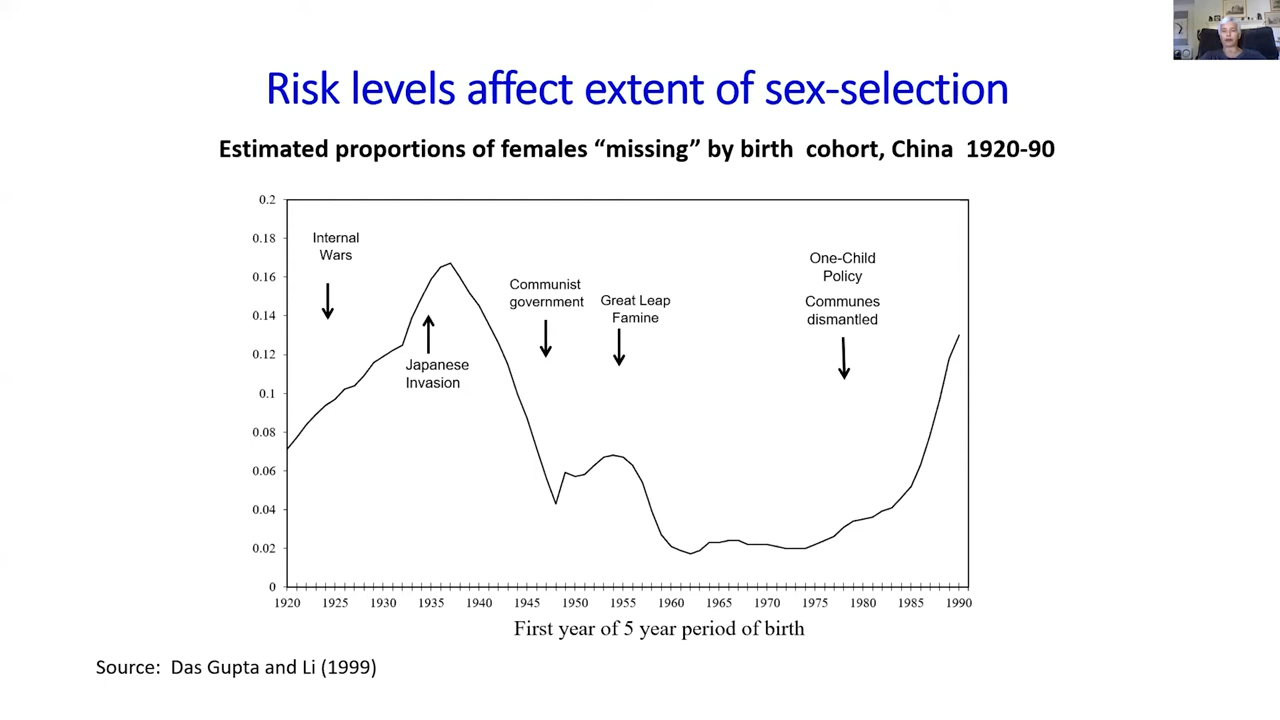 Risk levels affect extent of sex-selection
Estimated proportions of females “missing” by birth cohort, China 1920-90
0.2
0.18
0.16
0.14
0.12
0.1
0.08
0.06
0.04
0.02
0
Internal
Wars
Japanese
Invasion
Communist
government
Great Leap
Famine
One-Child
Policy
Communes
dismantled
1920 1925 1930 1935 1940 1945 1950 1955 1960 1965 1970 1975 1980 1985 1990
First year of 5 year period of birth
Source: Das Gupta and Li (1999)